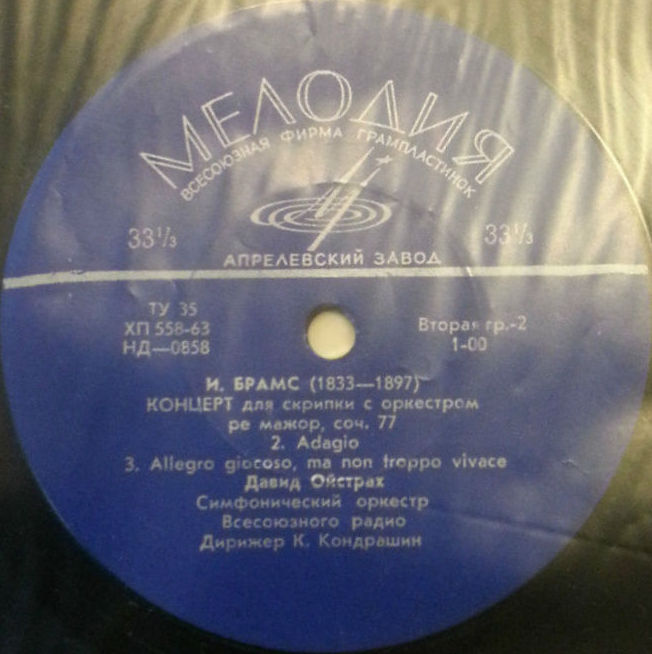 МЕЛОДИЯ
ВСЕСОЮЗНАЯ ФИРМА ГРАМПЛАСТИНОК
33⅓ 33⅓
АПРЕЛЕВСКИЙ ЗАВОД
ТУ 35
ХП 558-63
НД—0858
Вторая гр.-2
1-00
И. БРАМС (1833—1897)
КОНЦЕРТ для скрипки с оркестром
ре мажор, соч. 77
2. Adagio
3. Allegro giocoso, ma non troppo vivace
Давид Ойстрах
Симфонический оркестр
Всесоюзного радио
Дирижер К. Кондрашин